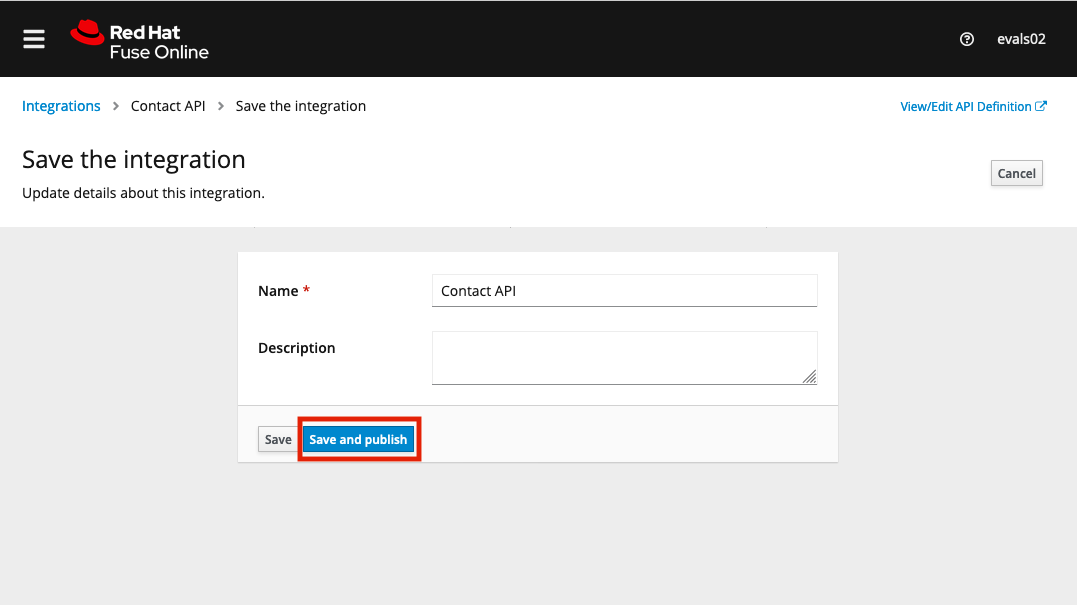 Red Hat
Fuse Online
evals02
Integrations > Contact API > Save the integration
View/Edit API Definition
Save the integration
Update details about this integration.
Cancel
Name *
Contact API
Description
Save
Save and publish